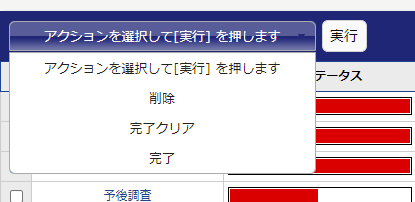 アクションを選択して[実行] を押します 実行
アクションを選択して[実行] を押します テータス
削除
完了クリア
完了
予後調査